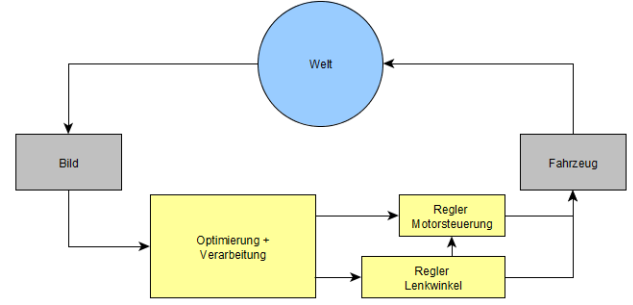 Welt
Bild
Fahrzeug
Optimierung +
Verarbeitung
Regler
Motorsteuerung
Regler
Lenkwinkel